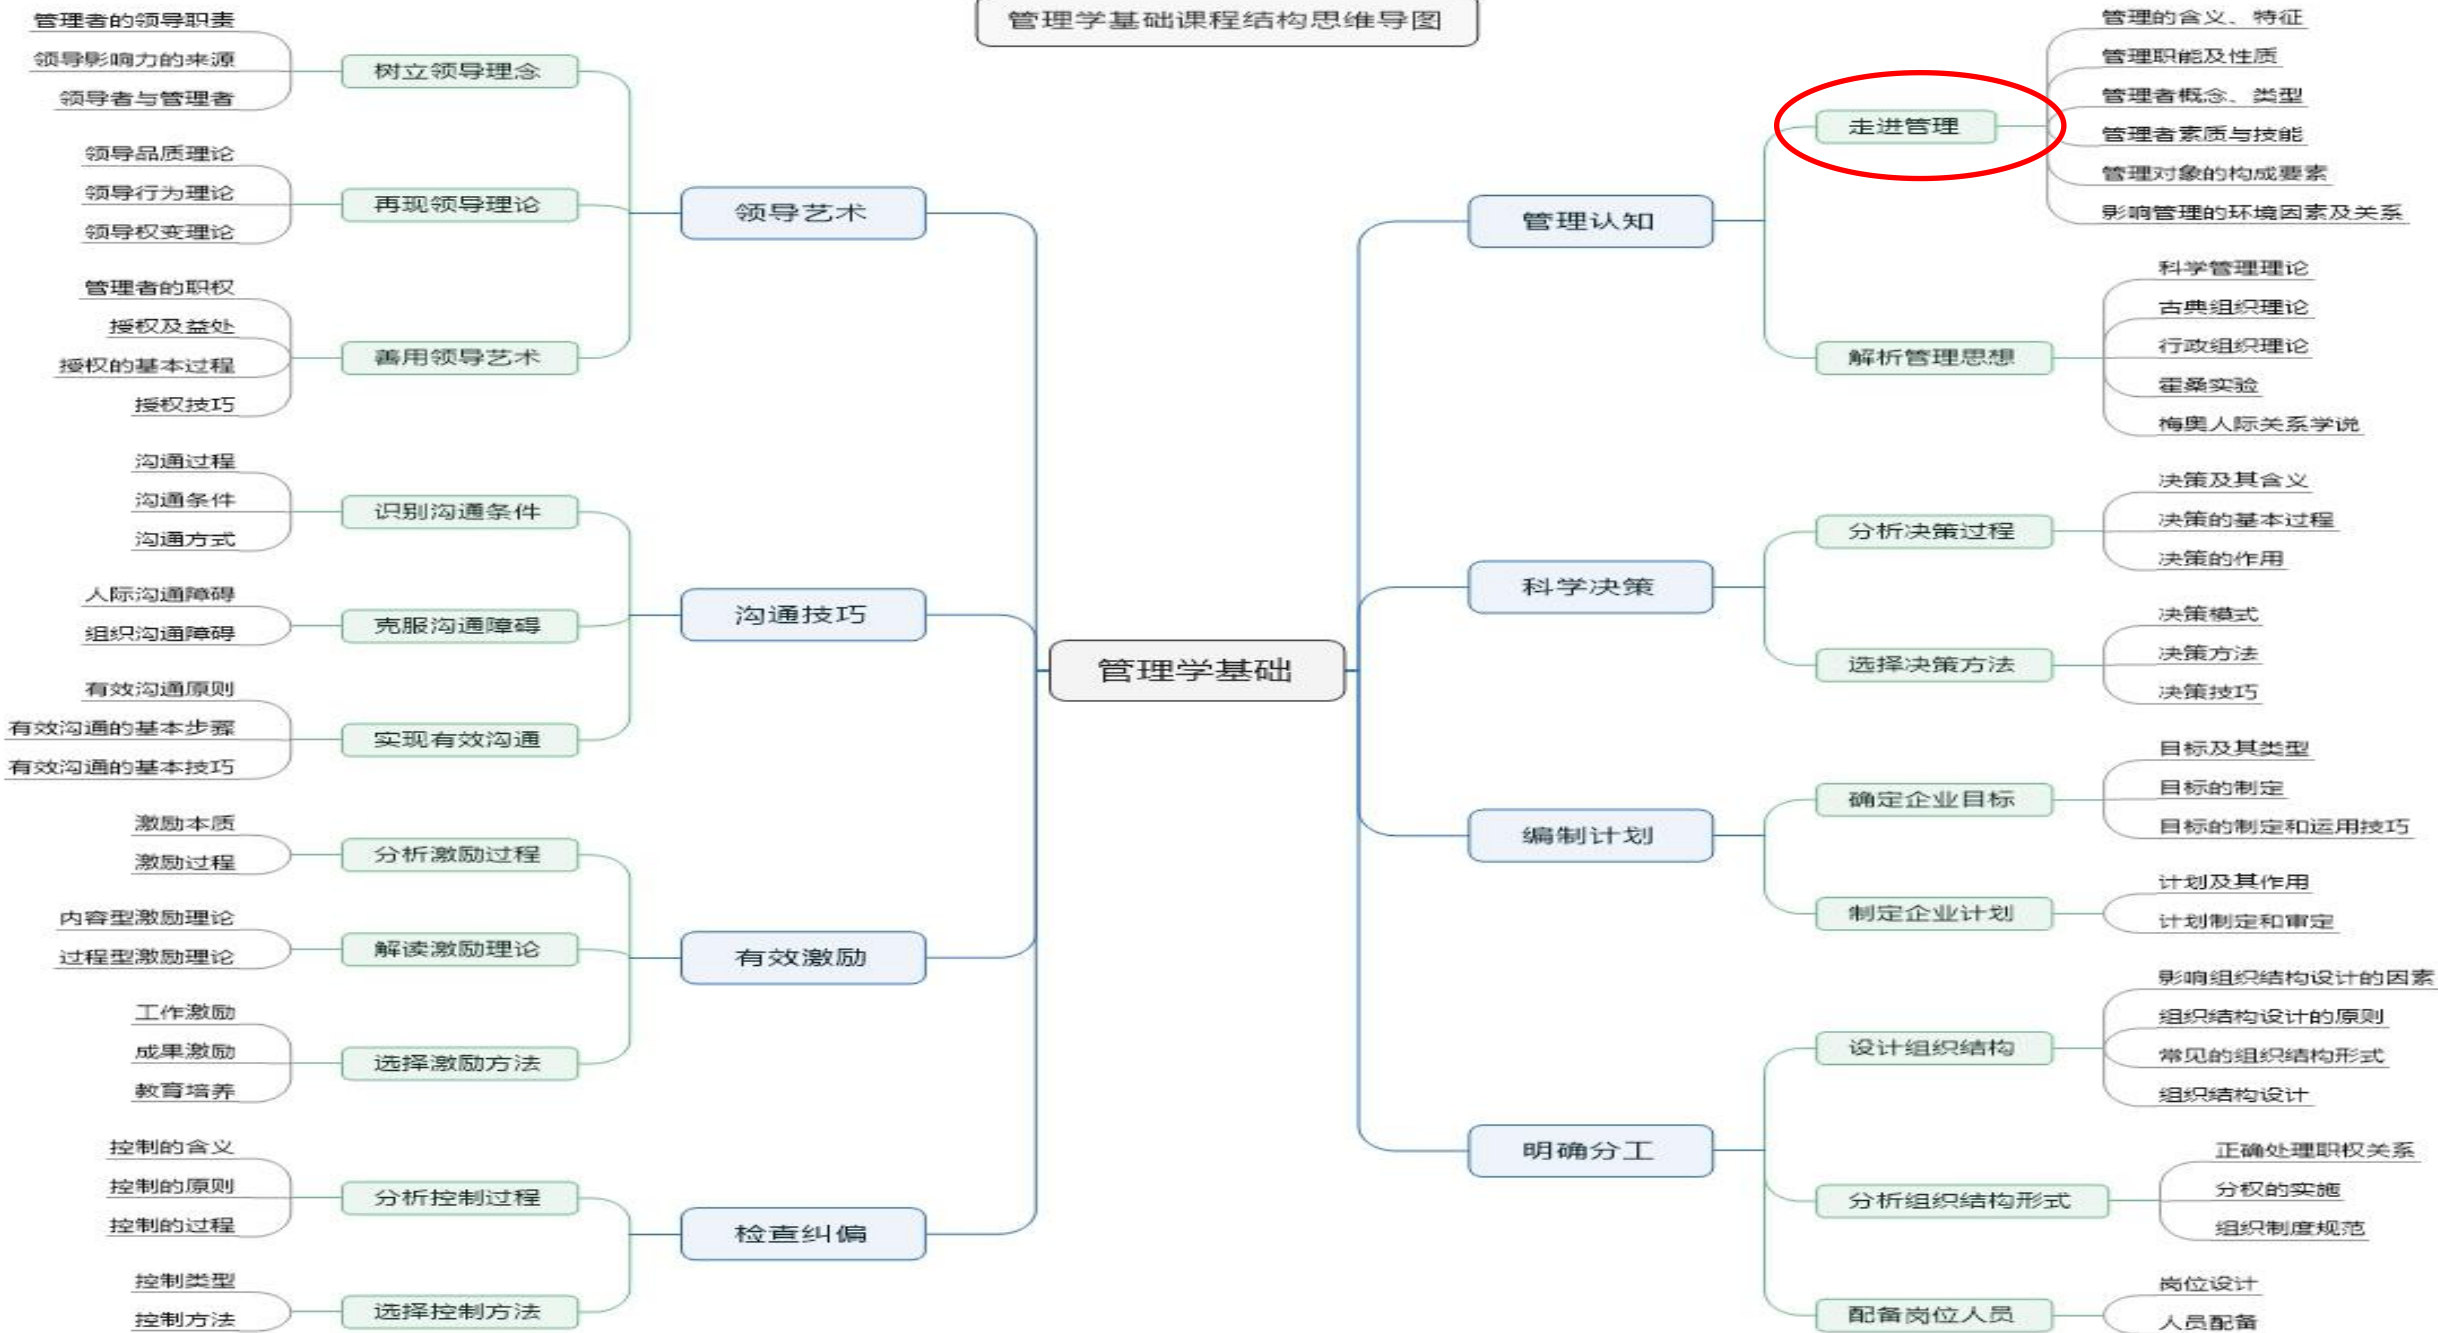 管理学基础课程结构思维导图
管理学基础
领导艺术
树立领导理念
管理者的领导职责
领导影响力的来源
领导者与管理者
再现领导理论
领导品质理论
领导行为理论
领导权变理论
善用领导艺术
管理者的职权
授权及益处
授权的基本过程
授权技巧
沟通技巧
识别沟通条件
沟通过程
沟通条件
沟通方式
克服沟通障碍
人际沟通障碍
组织沟通障碍
实现有效沟通
有效沟通原则
有效沟通的基本步骤
有效沟通的基本技巧
有效激励
分析激励过程
激励本质
激励过程
解读激励理论
内容型激励理论
过程型激励理论
选择激励方法
工作激励
成果激励
教育培养
检查纠偏
分析控制过程
控制的含义
控制的原则
控制的过程
选择控制方法
控制类型
控制方法
管理认知
走进管理
管理的含义、特征
管理职能及性质
管理者概念、类型
管理者素质与技能
管理对象的构成要素
影响管理的环境因素及关系
解析管理思想
科学管理理论
古典组织理论
行政组织理论
霍桑实验
梅奥人际关系学说
科学决策
分析决策过程
决策及其含义
决策的基本过程
决策的作用
选择决策方法
决策模式
决策方法
决策技巧
编制计划
确定企业目标
目标及其类型
目标的制定
目标的制定和运用技巧
制定企业计划
计划及其作用
计划制定和审定
明确分工
设计组织结构
影响组织结构设计的因素
组织结构设计的原则
常见的组织结构形式
组织结构设计
分析组织结构形式
正确处理职权关系
分权的实施
组织制度规范
配备岗位人员
岗位设计
人员配备